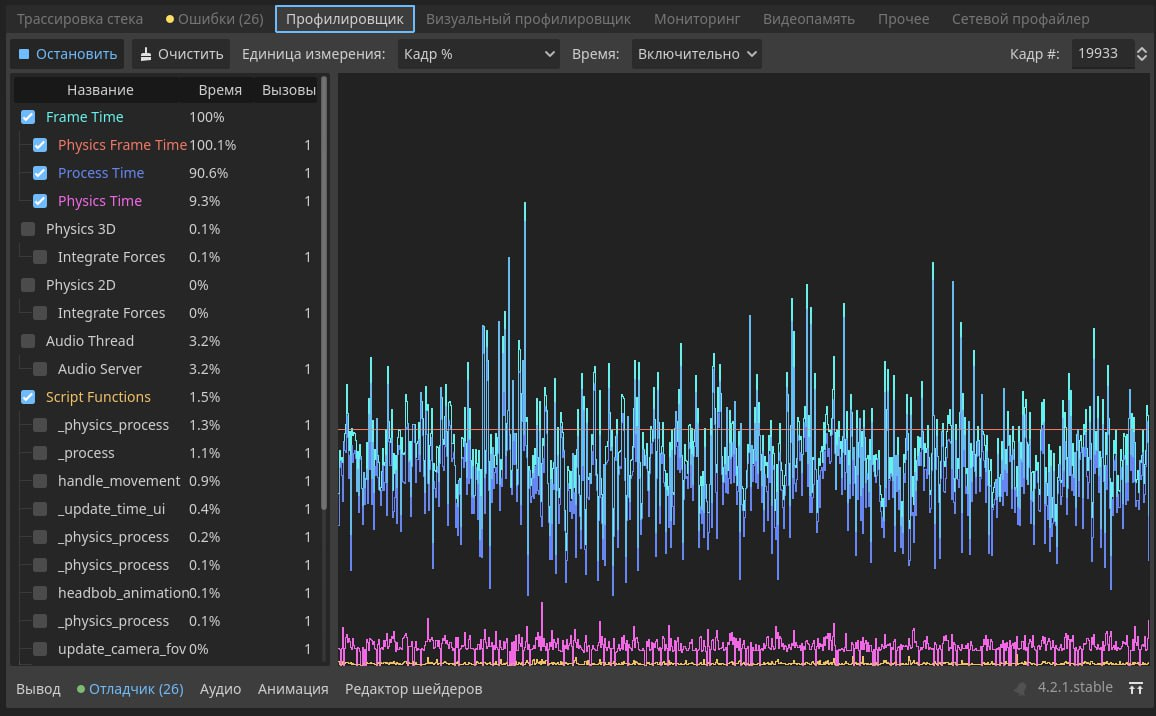 Трассировка стека Ошибки (26) Профилировщик Визуальный профилировщик Мониторинг Видеопамять Прочее Сетевой профайлер
Остановить Очистить Единица измерения: Кадр % Время: Включительно Кадр #: 19933
Название Время Вызовы
Frame Time 100%
Physics Frame Time 100.1% 1
Process Time 90.6% 1
Physics Time 9.3% 1
Physics 3D 0.1%
Integrate Forces 0.1% 1
Physics 2D 0%
Integrate Forces 0% 1
Audio Thread 3.2%
Audio Server 3.2% 1
Script Functions 1.5%
_physics_process 1.3% 1
_process 1.1% 1
handle_movement 0.9% 1
_update_time_ui 0.4% 1
_physics_process 0.2% 1
_physics_process 0.1% 1
headbob_animation 0.1% 1
_physics_process 0.1% 1
update_camera_fov 0% 1
Вывод Отладчик (26) Аудио Анимация Редактор шейдеров 4.2.1.stable